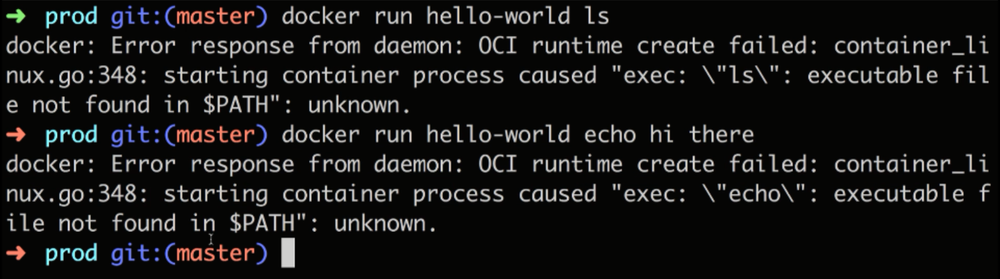 ➜ prod git:(master) docker run hello-world ls
docker: Error response from daemon: OCI runtime create failed: container_li
nux.go:348: starting container process caused "exec: \"ls\": executable fil
e not found in $PATH": unknown.
➜ prod git:(master) docker run hello-world echo hi there
docker: Error response from daemon: OCI runtime create failed: container_li
nux.go:348: starting container process caused "exec: \"echo\": executable f
ile not found in $PATH": unknown.
➜ prod git:(master)